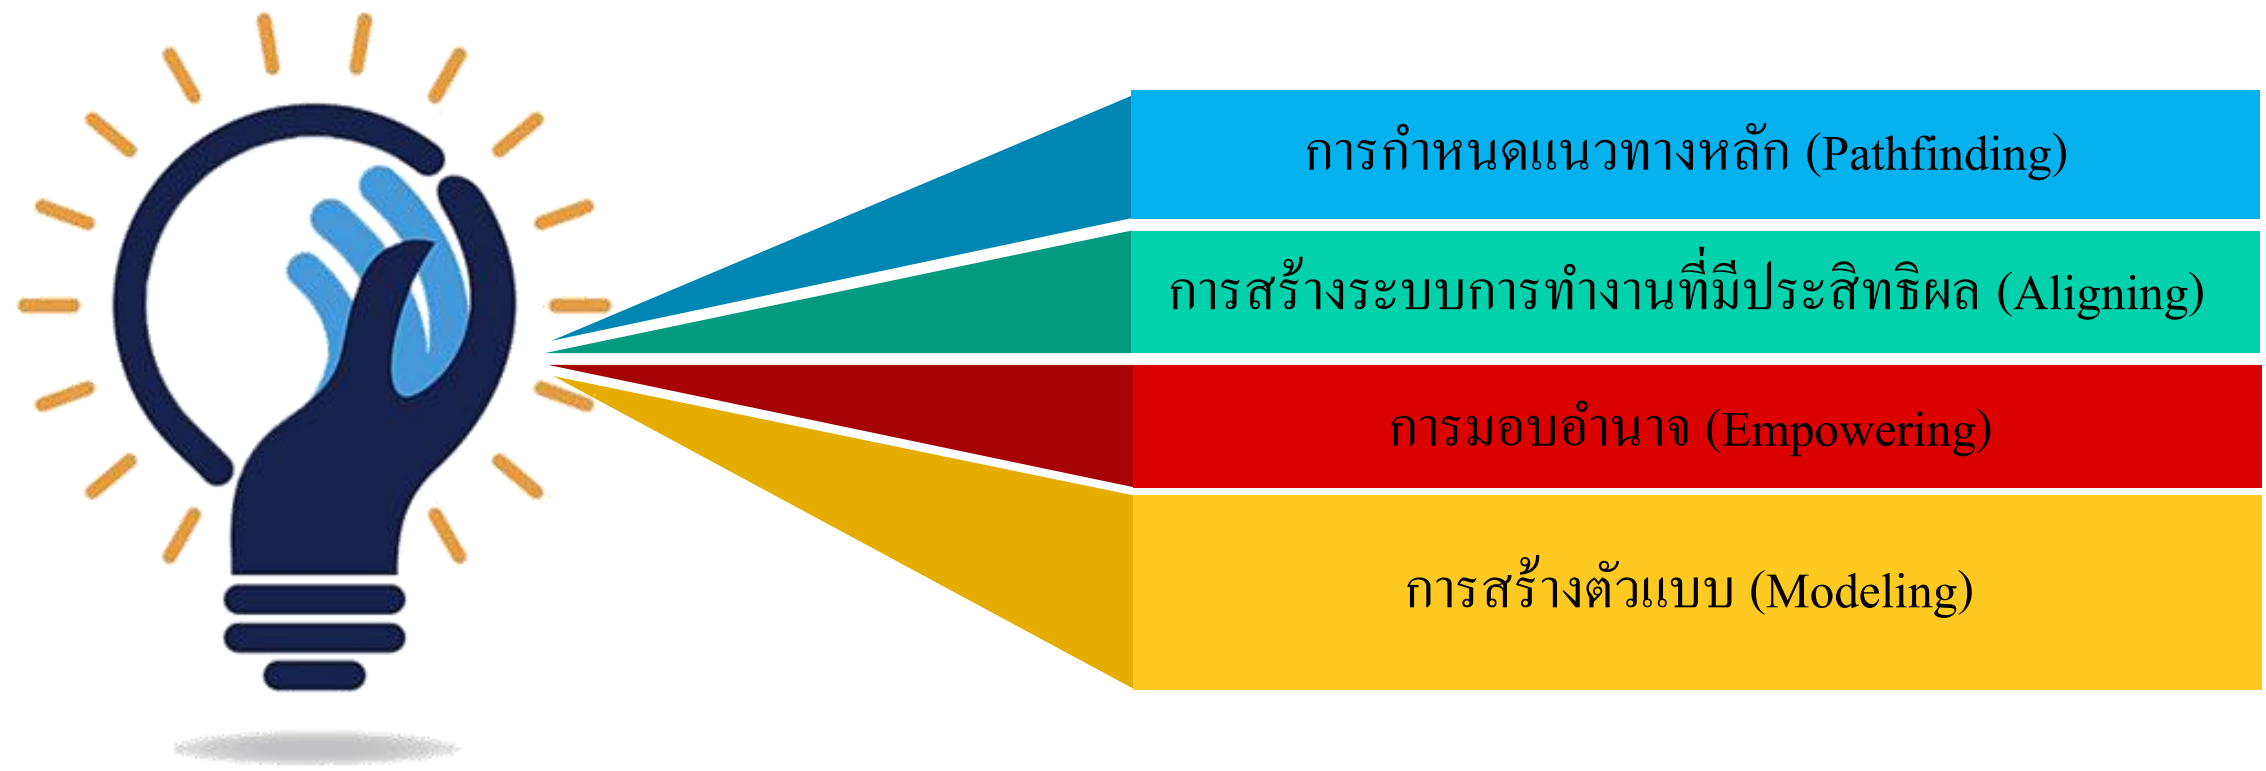 การกำหนดแนวทางหลัก (Pathfinding)
การสร้างระบบการทำงานที่มีประสิทธิผล (Aligning)
การมอบอำนาจ (Empowering)
การสร้างตัวแบบ (Modeling)